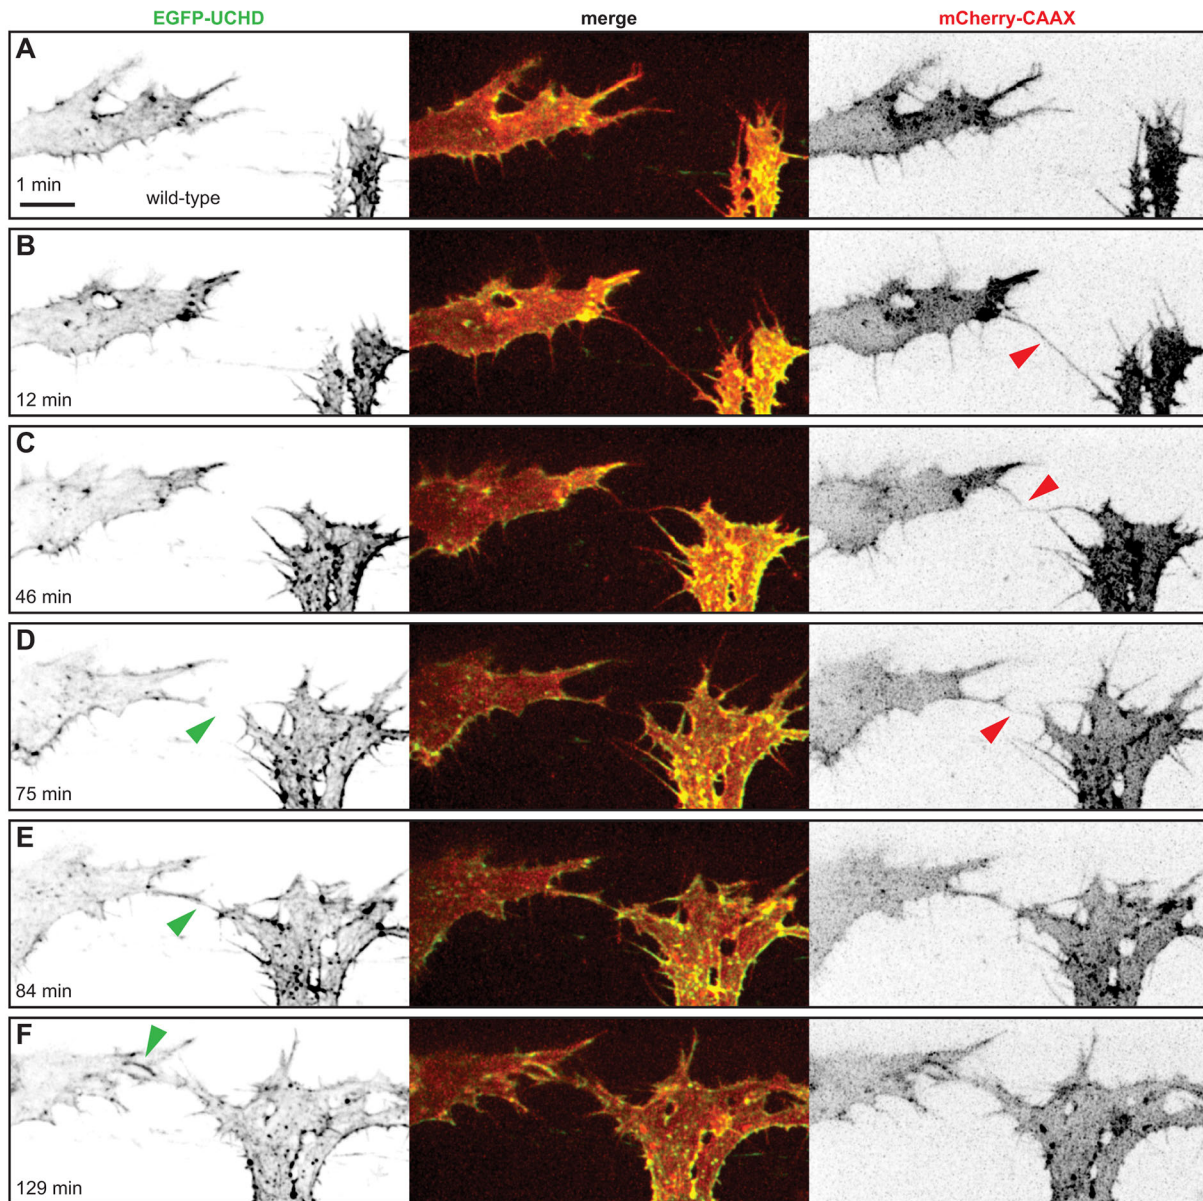 EGFP-UCHD merge mCherry-CAAX
A
1 min
wild-type
B
12 min
C
46 min
D
75 min
E
84 min
F
129 min